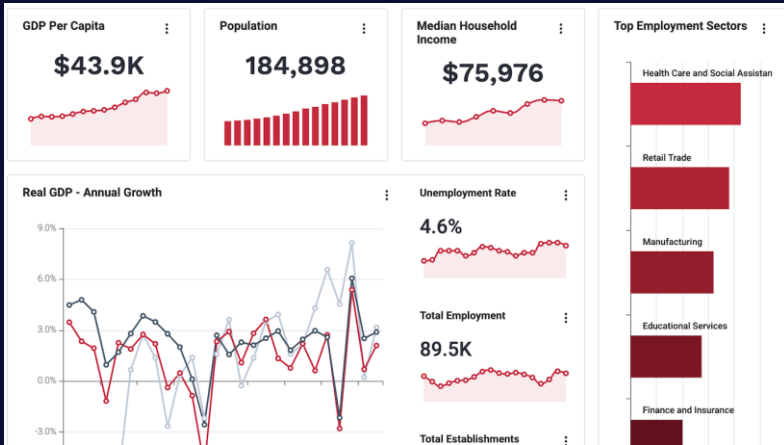 GDP Per Capita
$43.9K
Population
184,898
Median Household
Income
$75,976
Top Employment Sectors
Health Care and Social Assistan
Retail Trade
Manufacturing
Educational Services
Finance and Insurance
Real GDP - Annual Growth
9.0%
6.0%
3.0%
0.0%
-3.0%
Unemployment Rate
4.6%
Total Employment
89.5K
Total Establishments